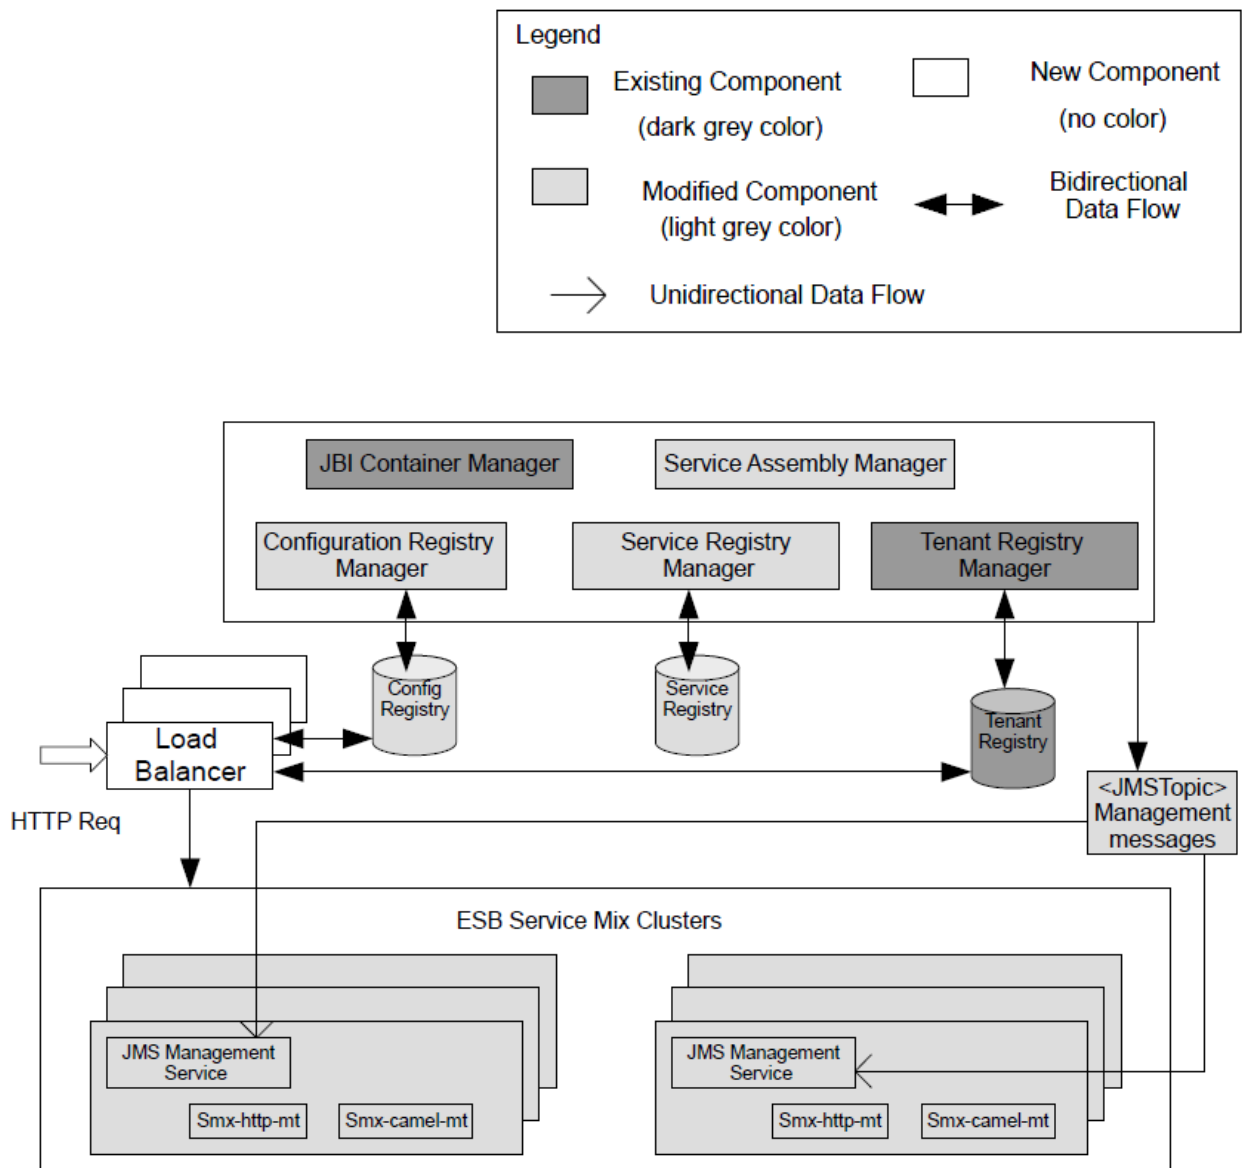 Legend
Existing Component
(dark grey color)
New Component
(no color)
Modified Component
(light grey color)
Bidirectional
Data Flow
Unidirectional Data Flow
JBI Container Manager
Service Assembly Manager
Configuration Registry
Manager
Service Registry
Manager
Tenant Registry
Manager
Config
Registry
Service
Registry
Tenant
Registry
Load
Balancer
HTTP Req
<JMSTopic>
Management
messages
ESB Service Mix Clusters
JMS Management
Service
Smx-http-mt
Smx-camel-mt
JMS Management
Service
Smx-http-mt
Smx-camel-mt